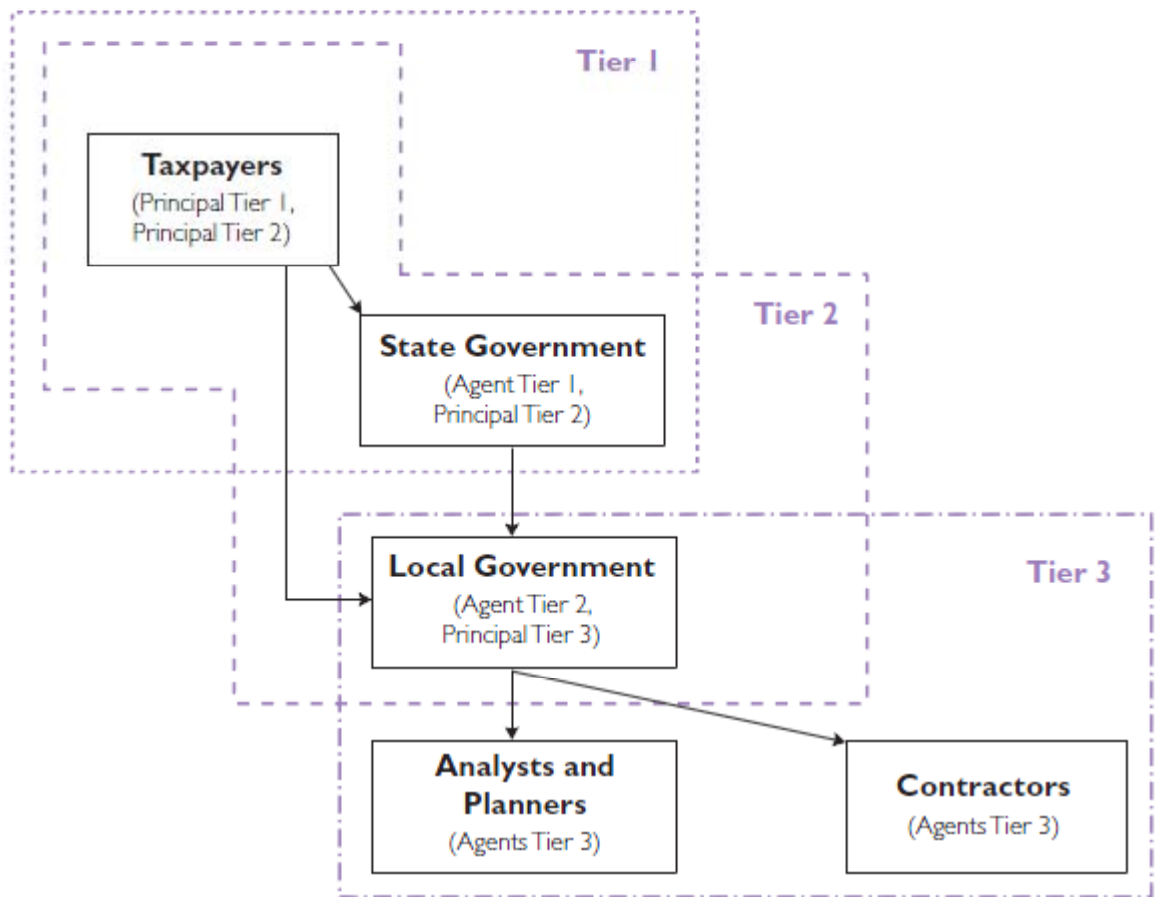 Tier 1
Taxpayers
(Principal Tier 1,
Principal Tier 2)
Tier 2
State Government
(Agent Tier 1,
Principal Tier 2)
Local Government
(Agent Tier 2,
Principal Tier 3)
Tier 3
Analysts and
Planners
(Agents Tier 3)
Contractors
(Agents Tier 3)